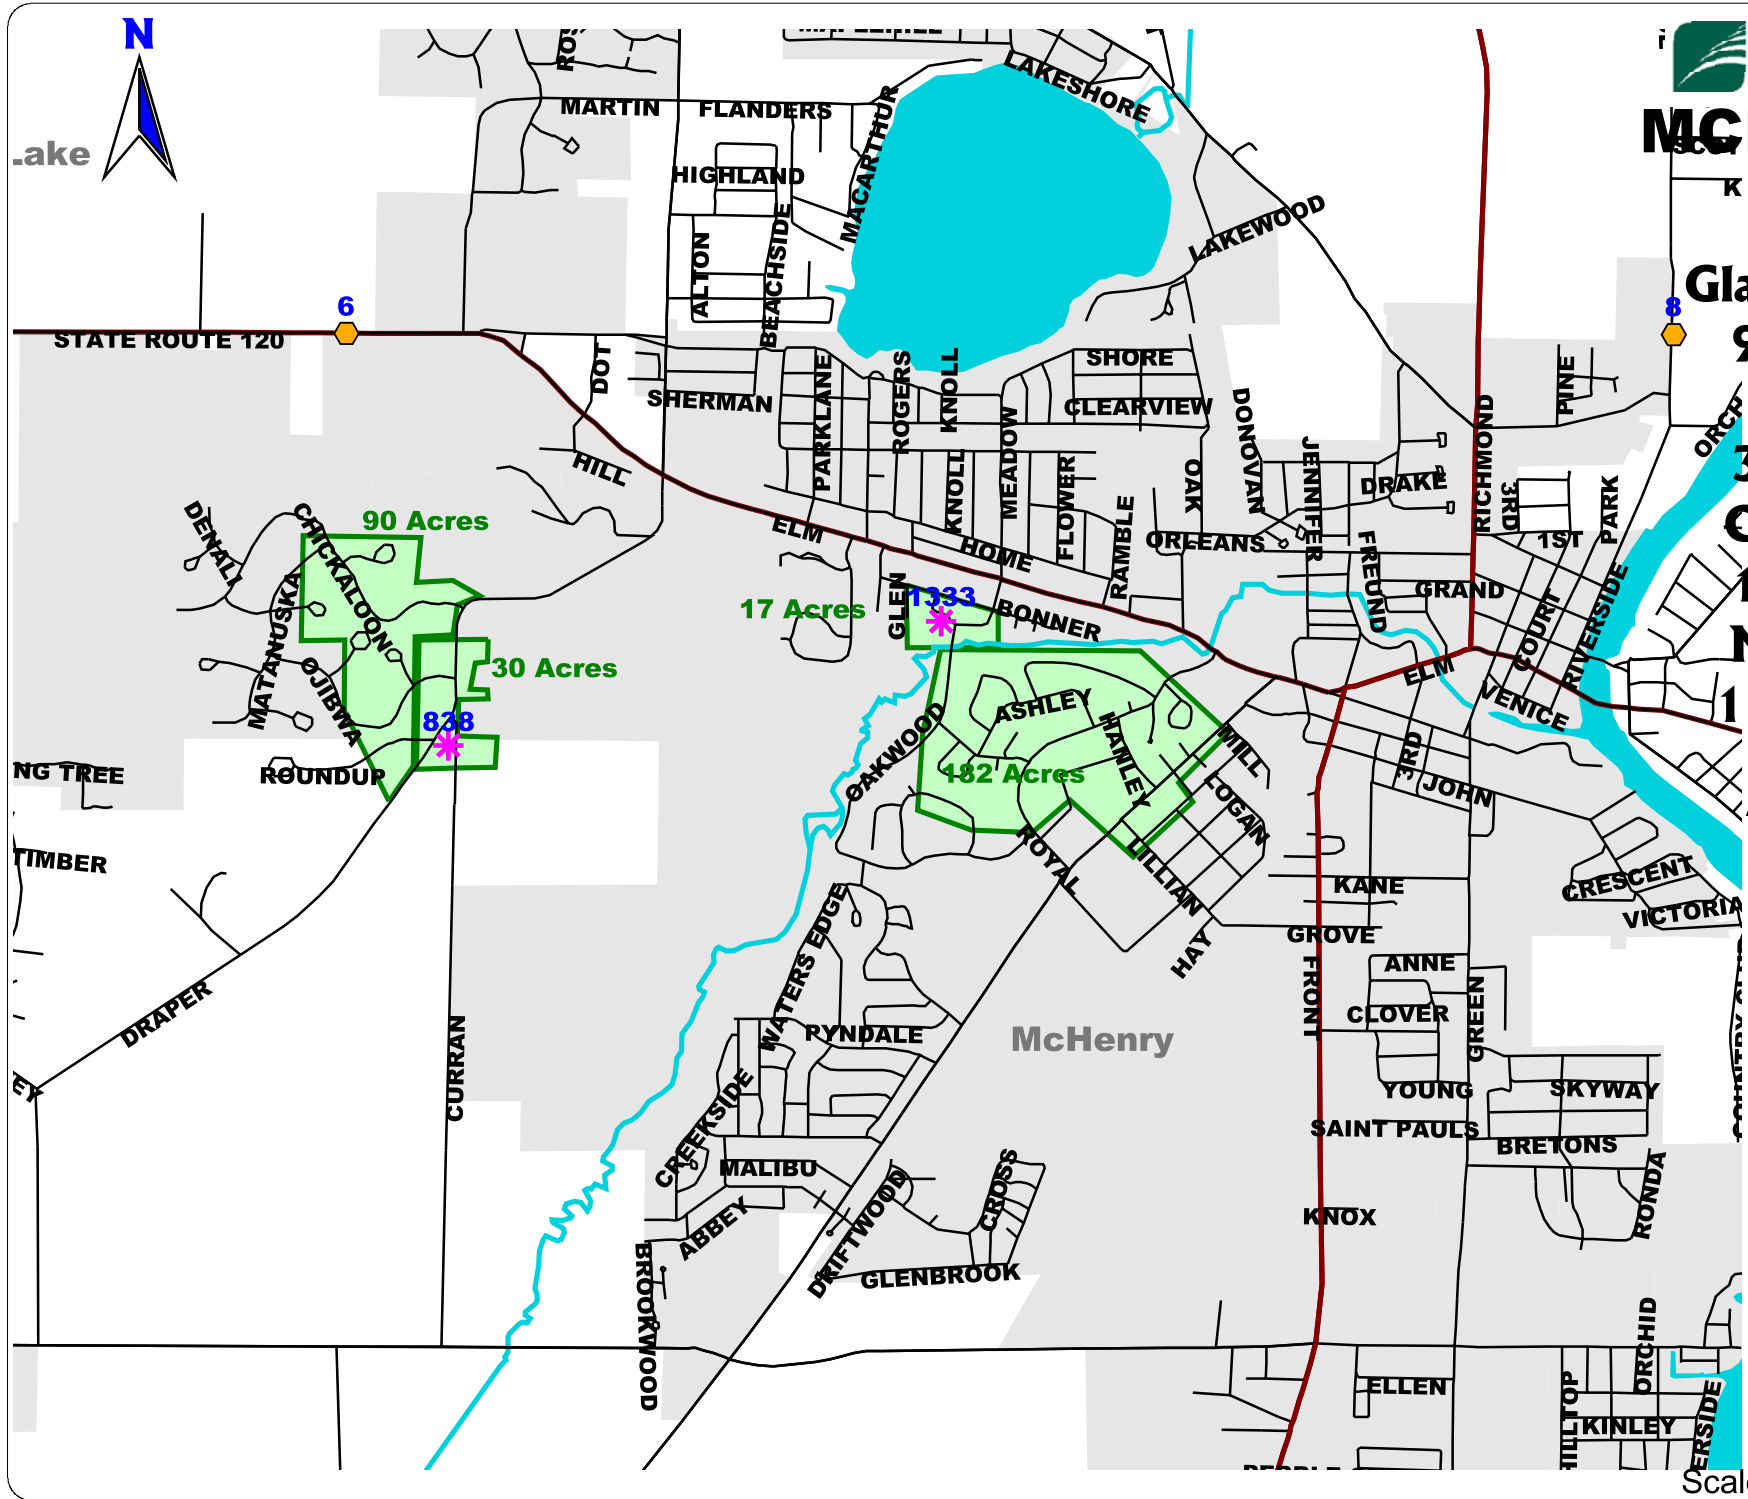 N
MARTIN
FLANDERS
LAKESHORE
MACARTHUR
HIGHLAND
LAKEWOOD
ALTON
BEACHSIDE
6
8
STATE ROUTE 120
DOT
SHERMAN
PARKLANE
ROGERS
KNOLL
SHORE
CLEARVIEW
MEADOW
DONOVAN
PINE
RICHMOND
HILL
KNOLL
FLOWER
OAK
JENNIFER
DRAKE
3RD
PARK
DENALI
CHICKALOON
90 Acres
ELM
HOME
RAMBLE
ORLEANS
FREUND
1ST
GRAND
MATANUSKA
17 Acres
GLEN
1333
BONNER
COURT
RIVERSIDE
OJIBWA
30 Acres
838
ROUNDUP
NG TREE
OAKWOOD
ASHLEY
HANLEY
182 Acres
MILL
ELM
VENICE
3RD
JOHN
LOGAN
TIMBER
ROYAL
LILLIAN
KANE
CRESCENT
VICTORIA
HAY
GROVE
WATERS EDGE
FRONT
ANNE
DRAPER
CLOVER
GREEN
McHenry
PYNDALE
CURRAN
CREEKSIDE
YOUNG
SKYWAY
SAINT PAULS
BRETONS
MALIBU
ABBEY
DRIFTWOOD
CROSS
KNOX
RONDA
GLENBROOK
BROOKWOOD
ORCHID
ELLEN
HILLTOP
KINLEY
ERSIDE